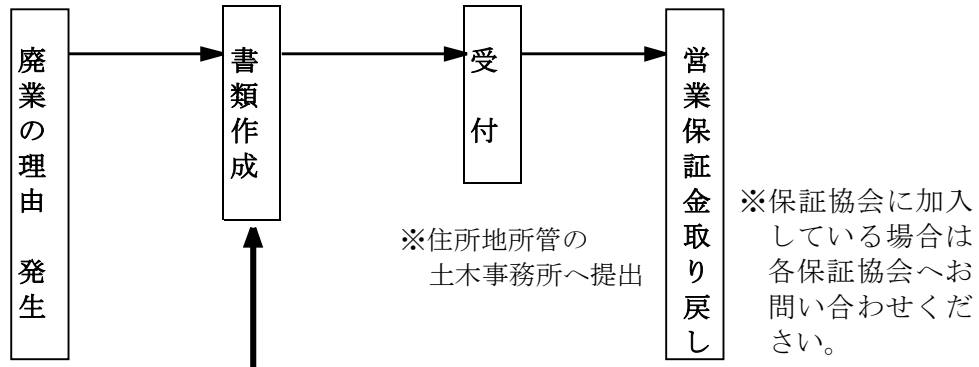 廃業の理由　発生
書類作成
受　付
営業保証金取り戻し
※住所地所管の
土木事務所へ提出
※保証協会に加入
している場合は
各保証協会へお
問い合わせくだ
さい。